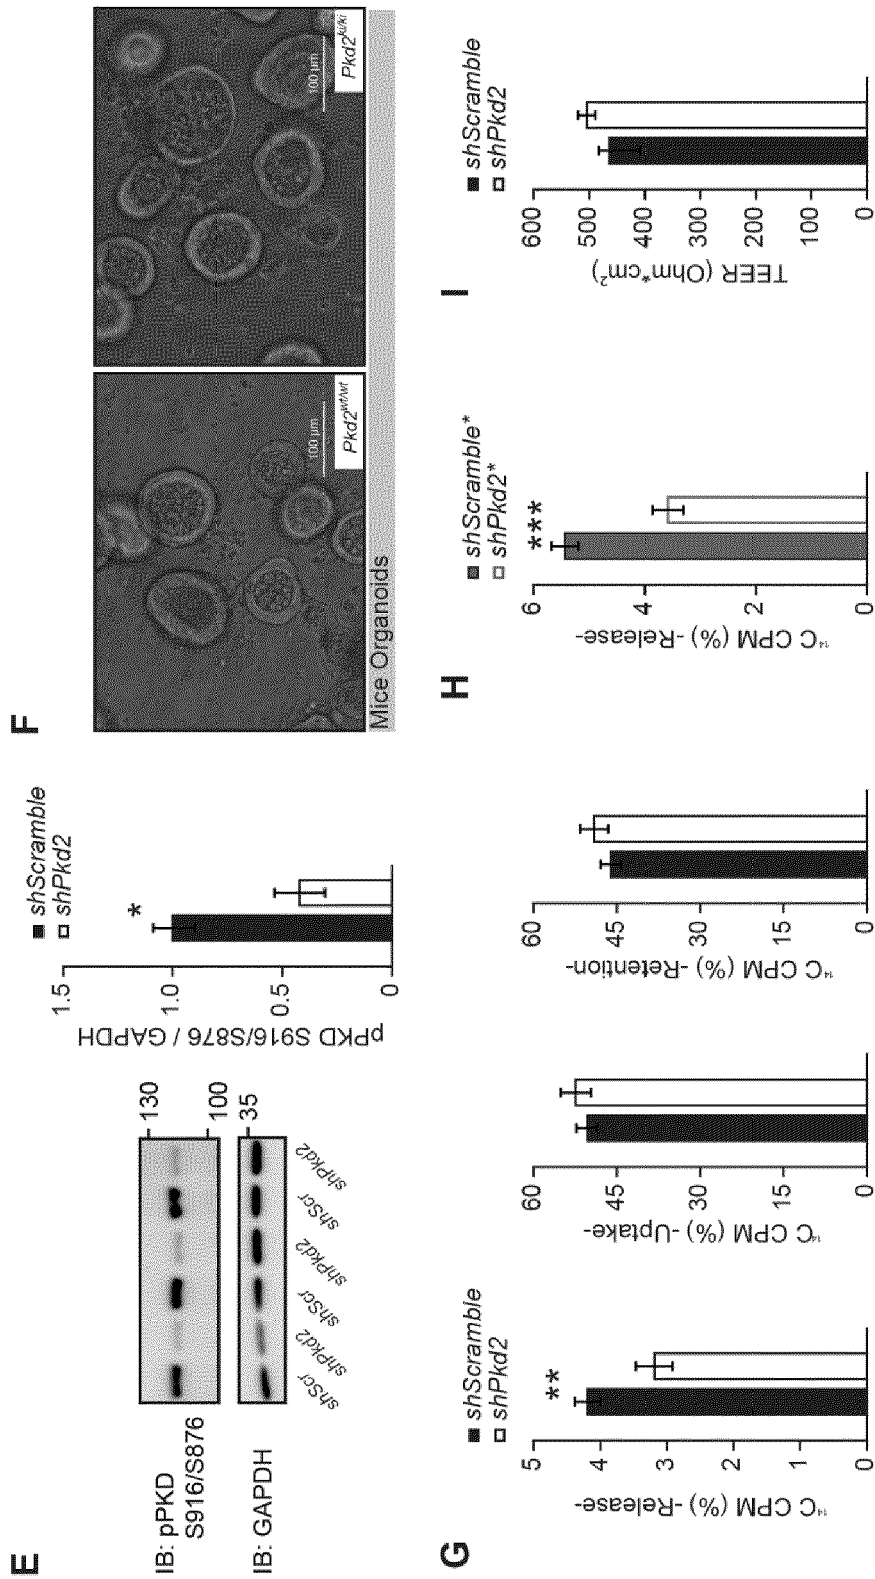 E
IB: pPKD
S916/S876
IB: GAPDH
130
100
35
shScr
shPkd2
shScr
shPkd2
shScr
shPkd2
shScramble
shPkd2
pPKD S916/S876 / GAPDH
1.5
1.0
0.5
0
*
F
100 µm
Pkd2wt/wt
100 µm
Pkd2ki/ki
Mice Organoids
G
shScramble
shPkd2
14C CPM (%) -Release-
5
4
3
2
1
0
**
14C CPM (%) -Uptake-
60
45
30
15
0
14C CPM (%) -Retention-
60
45
30
15
0
H
shScramble*
shPkd2*
14C CPM (%) -Release-
6
4
2
0
***
I
shScramble
shPkd2
TEER (Ohm*cm2)
600
500
400
300
200
100
0